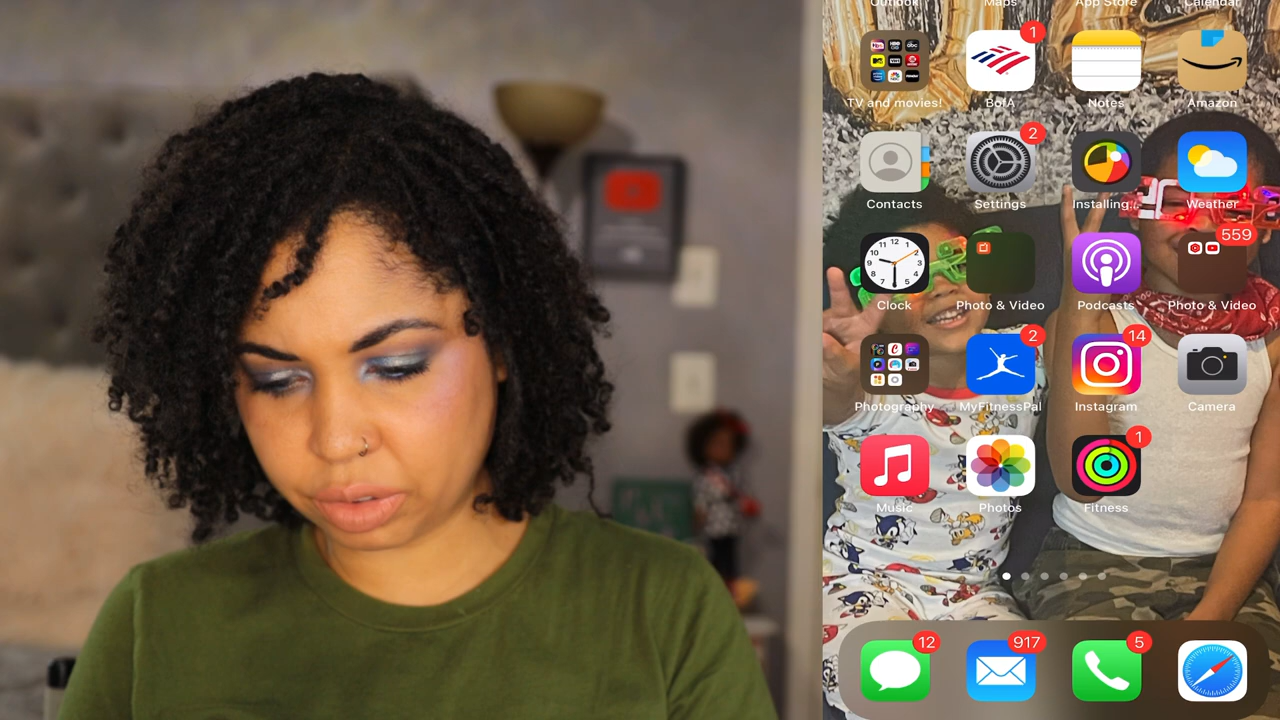 Outlook Maps App Store Calendar
1
TV and movies! BofA Notes Amazon
2
Contacts Settings Installing... Weather
559
Clock Photo & Video Podcasts Photo & Video
2 14
Photography MyFitnessPal Instagram Camera
1
Music Photos Fitness
12 917 5